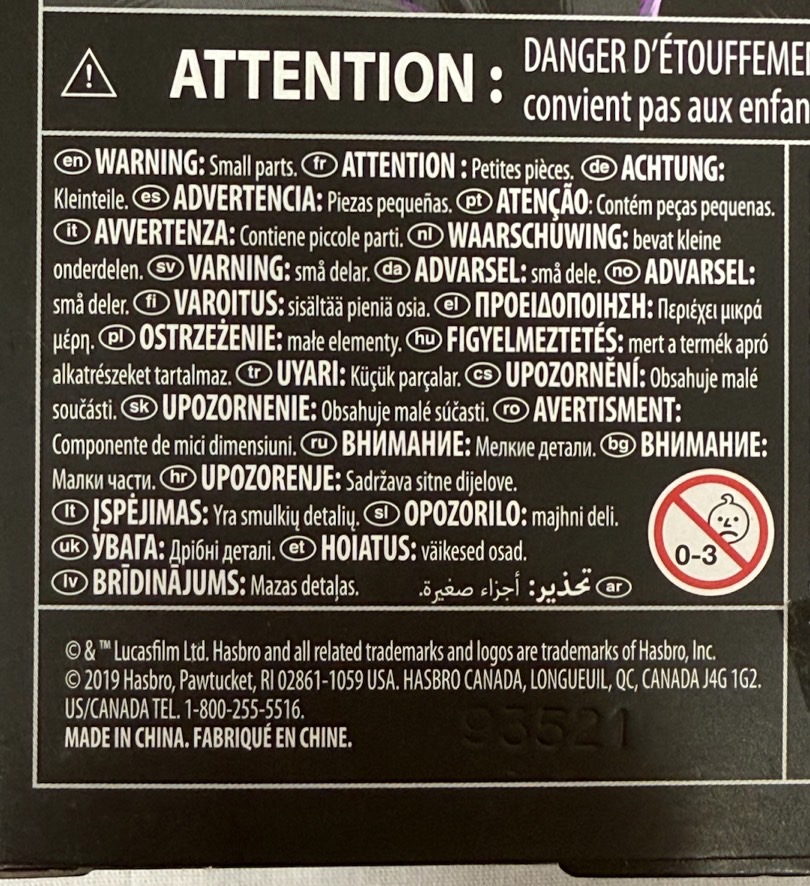 ATTENTION : DANGER D'ÉTOUFFEME
convient pas aux enfan
en WARNING: Small parts. fr ATTENTION : Petites pièces. de ACHTUNG:
Kleinteile. es ADVERTENCIA: Piezas pequeñas. pt ATENÇÃO: Contém peças pequenas.
it AVVERTENZA: Contiene piccole parti. nl WAARSCHUWING: bevat kleine
onderdelen. sv VARNING: små delar. da ADVARSEL: små dele. no ADVARSEL:
små deler. fi VAROITUS: sisältää pieniä osia. el ΠΡΟΕΙΔΟΠΟΙΗΣΗ: Περιέχει μικρά
μέρη. pl OSTRZEŻENIE: małe elementy. hu FIGYELMEZTETÉS: mert a termék apró
alkatrészeket tartalmaz. tr UYARI: Küçük parçalar. cs UPOZORNĚNÍ: Obsahuje malé
součásti. sk UPOZORNENIE: Obsahuje malé súčasti. ro AVERTISMENT:
Componente de mici dimensiuni. ru ВНИМАНИЕ: Мелкие детали. bg ВНИМАНИЕ:
Малки части. hr UPOZORENJE: Sadržava sitne dijelove.
lt ĮSPĖJIMAS: Yra smulkių detalių. sl OPOZORILO: majhni deli.
uk УВАГА: Дрібні деталі. et HOIATUS: väikesed osad.
0-3
lv BRĪDINĀJUMS: Mazas detaļas. ar تحذير: أجزاء صغيرة.
© & ™ Lucasfilm Ltd. Hasbro and all related trademarks and logos are trademarks of Hasbro, Inc.
© 2019 Hasbro, Pawtucket, RI 02861-1059 USA. HASBRO CANADA, LONGUEUIL, QC, CANADA J4G 1G2.
US/CANADA TEL. 1-800-255-5516.
MADE IN CHINA. FABRIQUÉ EN CHINE.
93521